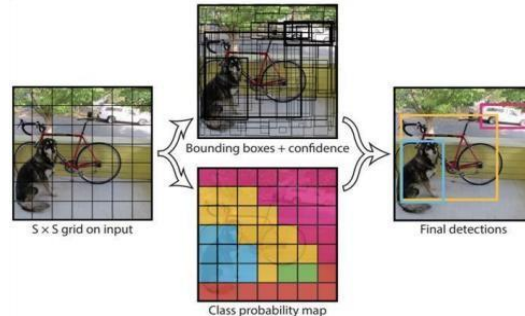 S × S grid on input
Bounding boxes + confidence
Class probability map
Final detections